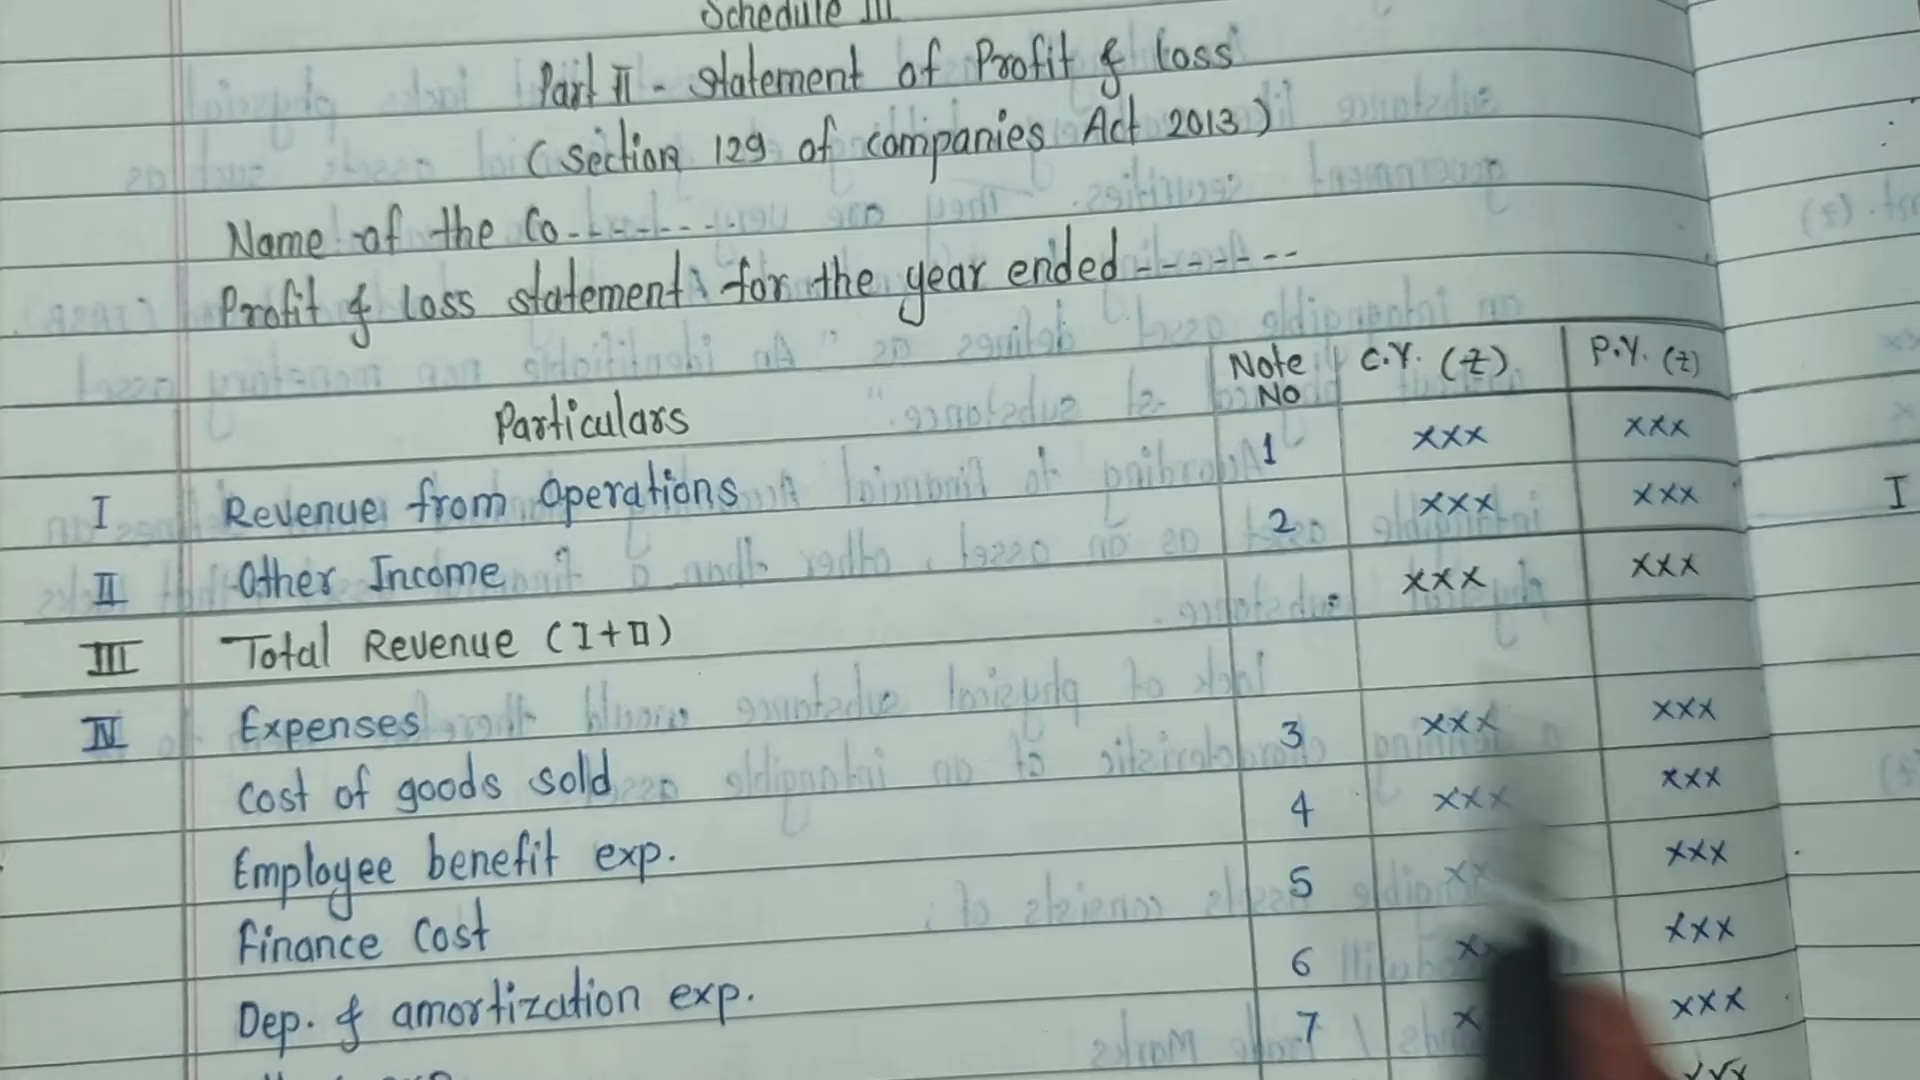 Schedule III
Part II - Statement of Profit & Loss
(Section 129 of companies Act 2013)
Name of the Co.---------
Profit & Loss statement for the year ended------
Particulars Note No C.Y. (₹) P.Y. (₹)
I Revenue from Operations 1 xxx xxx
II Other Income 2 xxx xxx
III Total Revenue (I+II) xxx xxx
IV Expenses
Cost of goods sold 3 xxx xxx
Employee benefit exp. 4 xxx xxx
Finance Cost 5 xx xxx
Dep. & amortization exp. 6 x xxx
7 x xxx
xxx
I